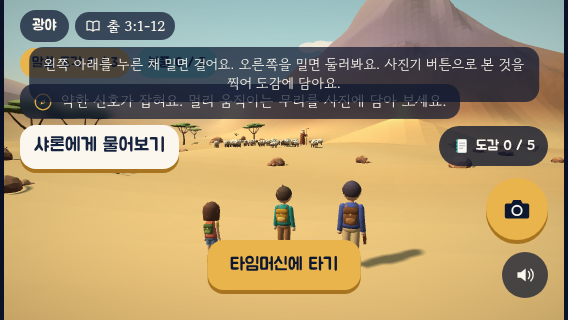 광야
출 3:1-12
왼쪽 아래를 누른 채 밀면 걸어요. 오른쪽을 밀면 둘러봐요. 사진기 버튼으로 본 것을
찍어 도감에 담아요.
약한 신호가 잡혀요. 멀리 움직이는 무리를 사진에 담아 보세요.
샤론에게 물어보기
도감 0 / 5
타임머신에 타기